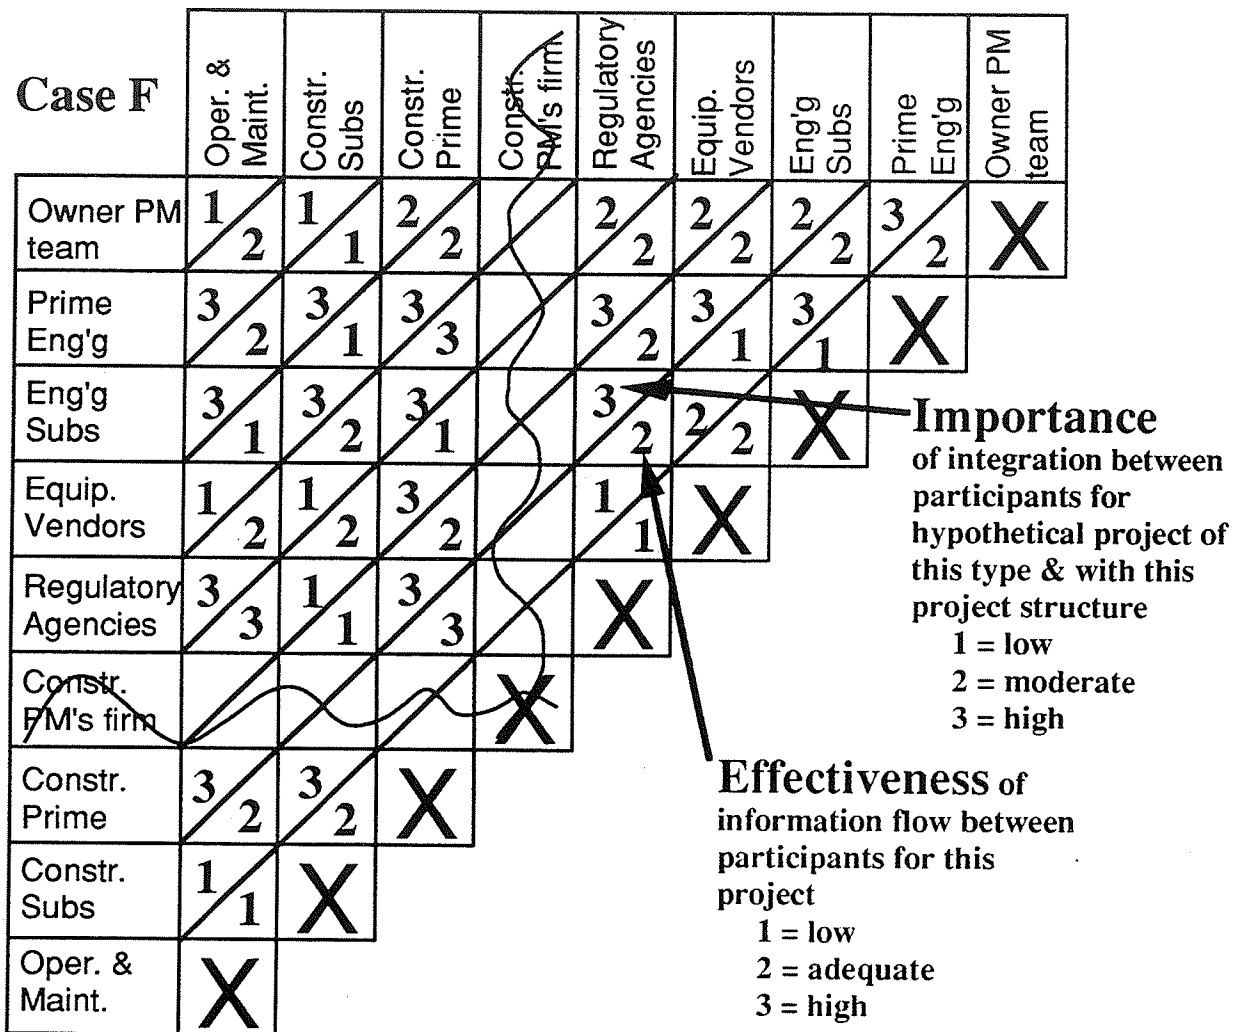 Case F
Oper. &
Maint.
Constr.
Subs
Constr.
Prime
Constr.
PM's firm
Regulatory
Agencies
Equip.
Vendors
Eng'g
Subs
Prime
Eng'g
Owner PM
team
Owner PM
team
1 2 1 1 2 2 2 2 2 2 2 2 3 2 X
Prime
Eng'g
3 2 3 1 3 3 3 2 3 1 3 1 X
Eng'g
Subs
3 1 3 2 3 1 3 2 2 2 X
Equip.
Vendors
1 2 1 2 3 2 1 1 X
Regulatory
Agencies
3 3 1 1 3 3 X
Constr.
PM's firm
X
Constr.
Prime
3 2 3 2 X
Constr.
Subs
1 1 X
Oper. &
Maint.
X
Importance
of integration between
participants for
hypothetical project of
this type & with this
project structure
1 = low
2 = moderate
3 = high
Effectiveness of
information flow between
participants for this
project
1 = low
2 = adequate
3 = high